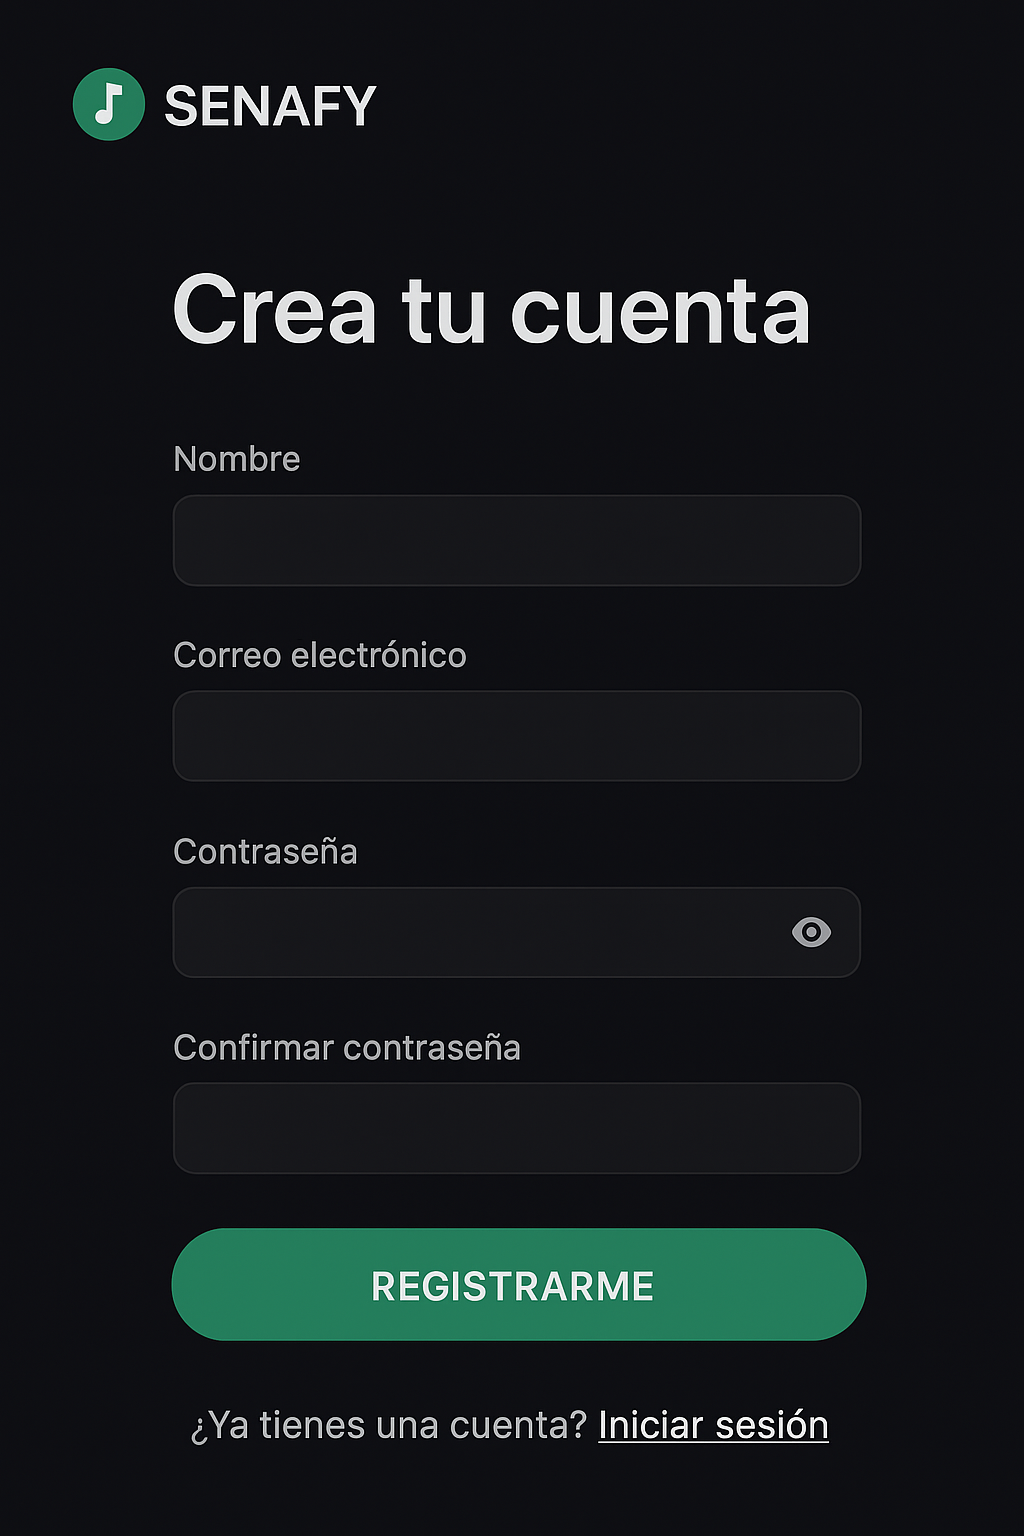 SENAFY
Crea tu cuenta
Nombre
Correo electrónico
Contraseña
Confirmar contraseña
REGISTRARME
¿Ya tienes una cuenta? Iniciar sesión